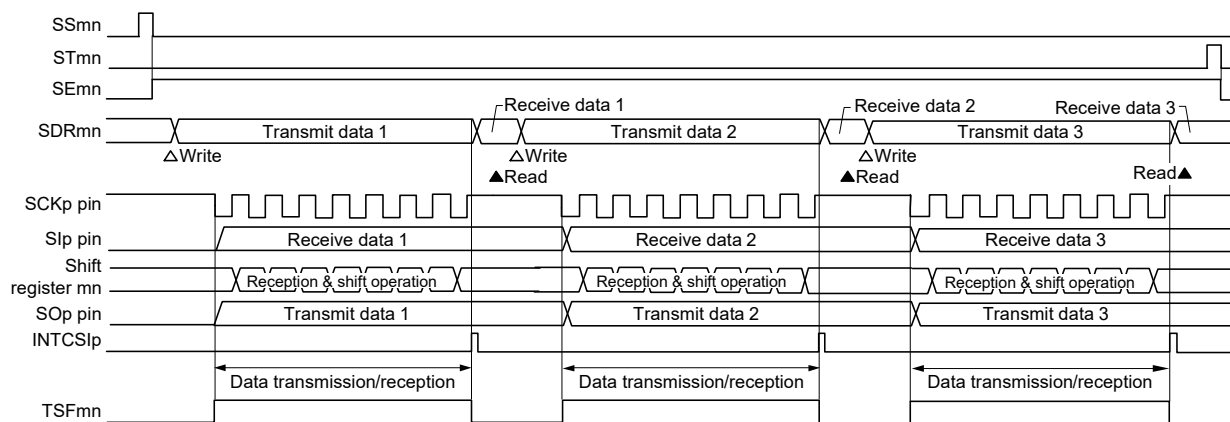 SSmn
STmn
SEmn
Receive data 1 Receive data 2 Receive data 3
SDRmn Transmit data 1 Transmit data 2 Transmit data 3
△Write △Write △Write
▲Read ▲Read Read▲
SCKp pin
SIp pin Receive data 1 Receive data 2 Receive data 3
Shift
register mn Reception & shift operation Reception & shift operation Reception & shift operation
SOp pin Transmit data 1 Transmit data 2 Transmit data 3
INTCSIp
Data transmission/reception Data transmission/reception Data transmission/reception
TSFmn